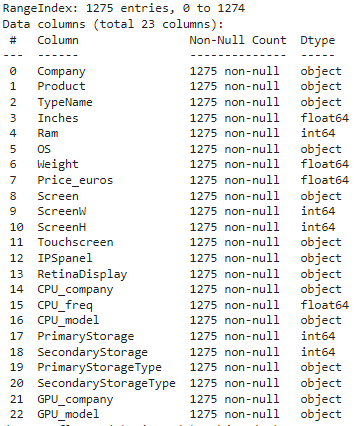 RangeIndex: 1275 entries, 0 to 1274
Data columns (total 23 columns):
 #   Column                Non-Null Count  Dtype
---  ------                --------------  -----
 0   Company               1275 non-null   object
 1   Product               1275 non-null   object
 2   TypeName              1275 non-null   object
 3   Inches                1275 non-null   float64
 4   Ram                   1275 non-null   int64
 5   OS                    1275 non-null   object
 6   Weight                1275 non-null   float64
 7   Price_euros           1275 non-null   float64
 8   Screen                1275 non-null   object
 9   ScreenW               1275 non-null   int64
 10  ScreenH               1275 non-null   int64
 11  Touchscreen           1275 non-null   object
 12  IPSpanel              1275 non-null   object
 13  RetinaDisplay         1275 non-null   object
 14  CPU_company           1275 non-null   object
 15  CPU_freq              1275 non-null   float64
 16  CPU_model             1275 non-null   object
 17  PrimaryStorage        1275 non-null   int64
 18  SecondaryStorage      1275 non-null   int64
 19  PrimaryStorageType    1275 non-null   object
 20  SecondaryStorageType  1275 non-null   object
 21  GPU_company           1275 non-null   object
 22  GPU_model             1275 non-null   object